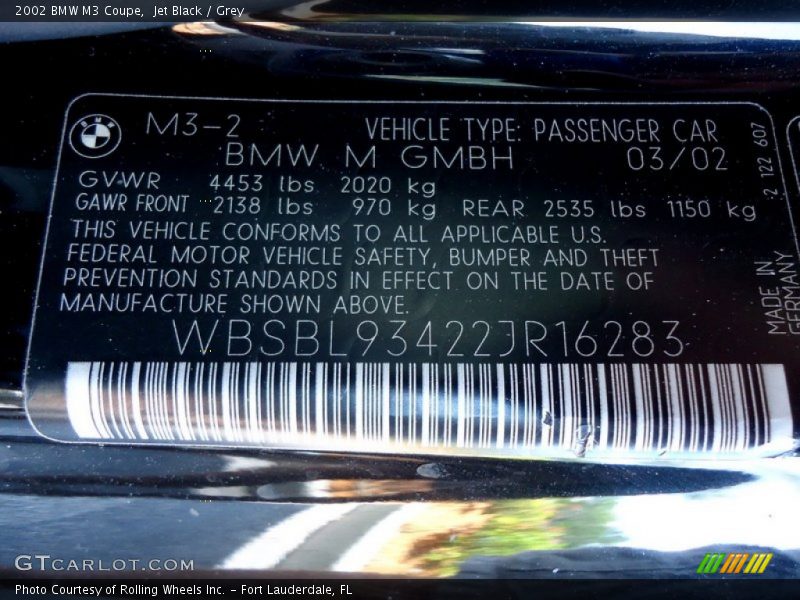 2002 BMW M3 Coupe, Jet Black / Grey
BMW
M3-2 VEHICLE TYPE: PASSENGER CAR
BMW M GMBH 03/02
GVWR 4453 lbs 2020 kg
GAWR FRONT 2138 lbs 970 kg REAR 2535 lbs 1150 kg
THIS VEHICLE CONFORMS TO ALL APPLICABLE U.S.
FEDERAL MOTOR VEHICLE SAFETY, BUMPER AND THEFT
PREVENTION STANDARDS IN EFFECT ON THE DATE OF
MANUFACTURE SHOWN ABOVE.
WBSBL93422JR16283
2 122 607
MADE IN
GERMANY
GTCARLOT.COM
Photo Courtesy of Rolling Wheels Inc. – Fort Lauderdale, FL